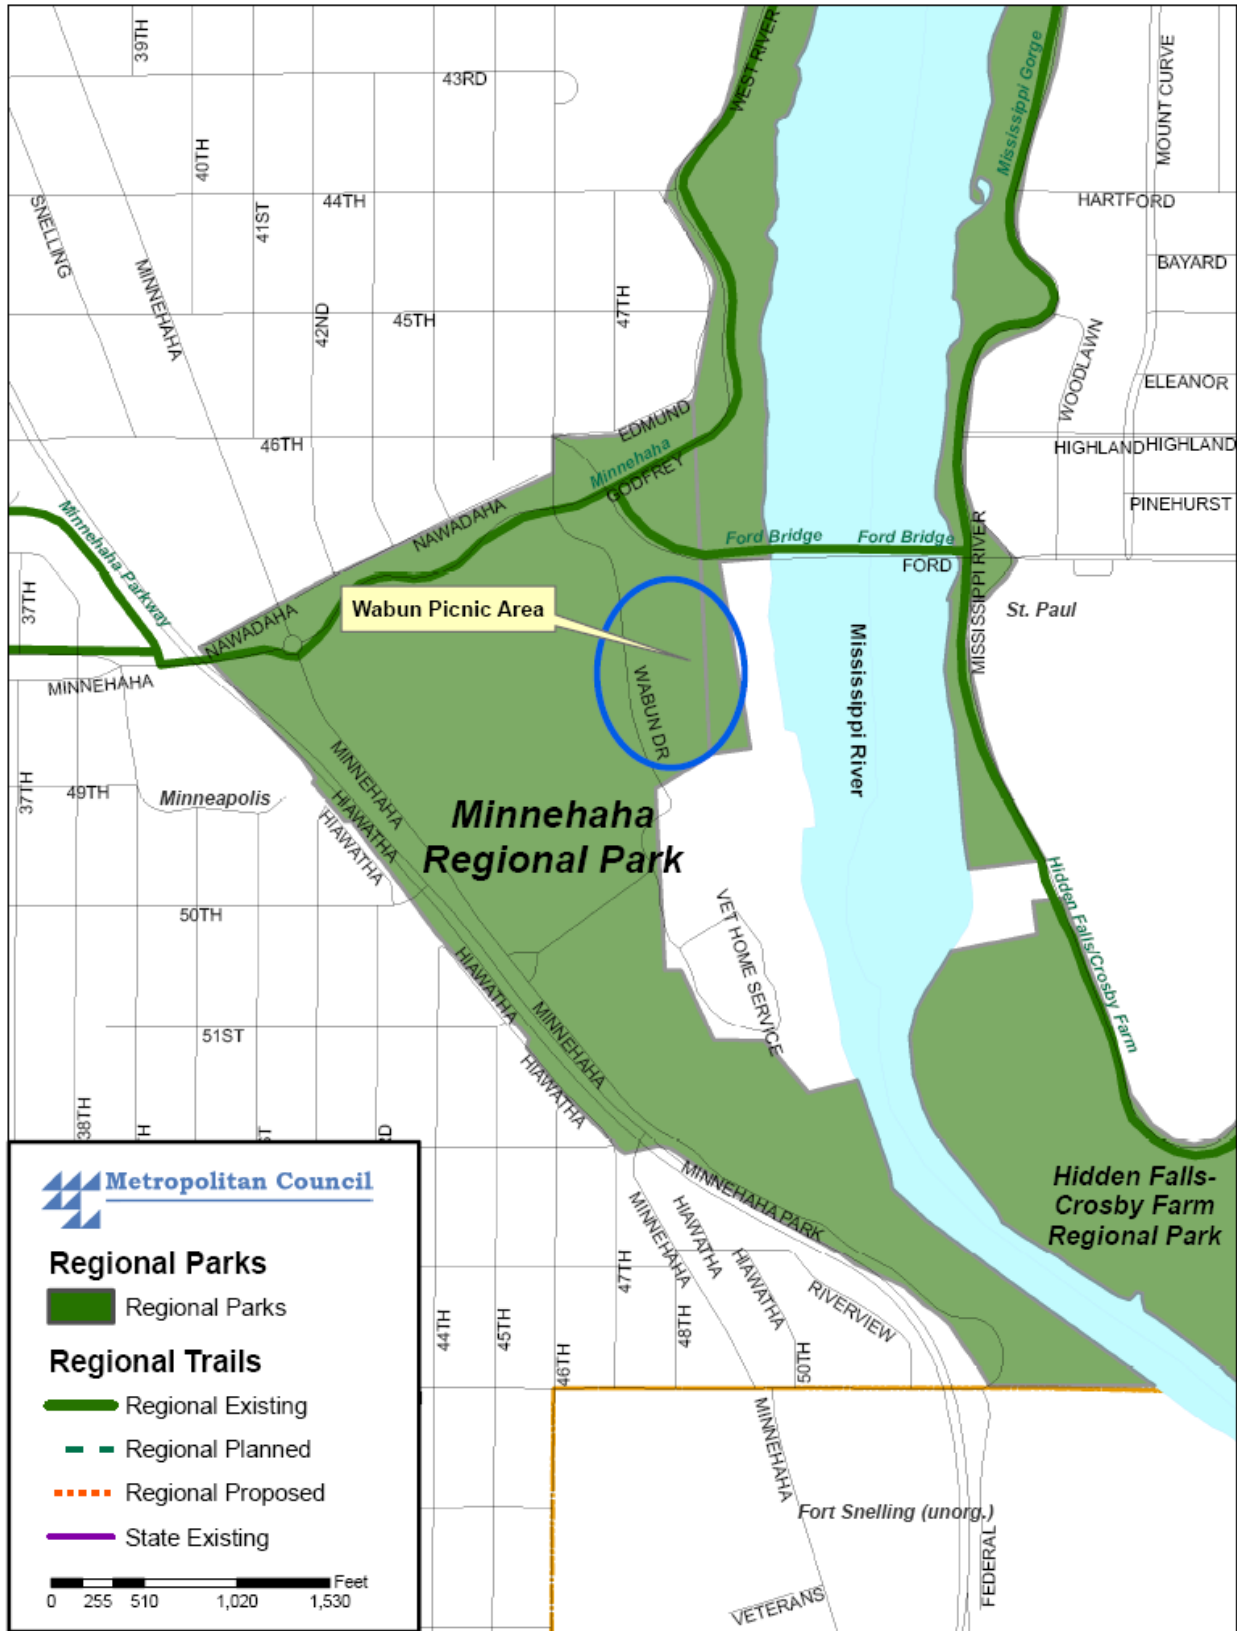 39TH
43RD
WEST RIVER
Mississippi Gorge
MOUNT CURVE
40TH
SNELLING
41ST
44TH
HARTFORD
MINNEHAHA
BAYARD
42ND
45TH
47TH
WOODLAWN
ELEANOR
46TH
EDMUND
HIGHLAND
HIGHLAND
Minnehaha
GODFREY
PINEHURST
Minnehaha Parkway
NAWADAHA
Ford Bridge
Ford Bridge
FORD
MISSISSIPPI RIVER
37TH
Wabun Picnic Area
St. Paul
NAWADAHA
MINNEHAHA
WABUN DR
Mississippi River
37TH
49TH
Minneapolis
MINNEHAHA
HIAWATHA
HIAWATHA
Minnehaha
Regional Park
50TH
VET HOME SERVICE
Hidden Falls/Crosby Farm
HIAWATHA
51ST
MINNEHAHA
HIAWATHA
38TH
TH
ST
RD
MINNEHAHA PARK
Hidden Falls-
Crosby Farm
Regional Park
MINNEHAHA
HIAWATHA
HIAWATHA
47TH
RIVERVIEW
44TH
45TH
46TH
48TH
50TH
MINNEHAHA
Fort Snelling (unorg.)
FEDERAL
VETERANS
Metropolitan Council
Regional Parks
Regional Parks
Regional Trails
Regional Existing
Regional Planned
Regional Proposed
State Existing
Feet
0 255 510 1,020 1,530